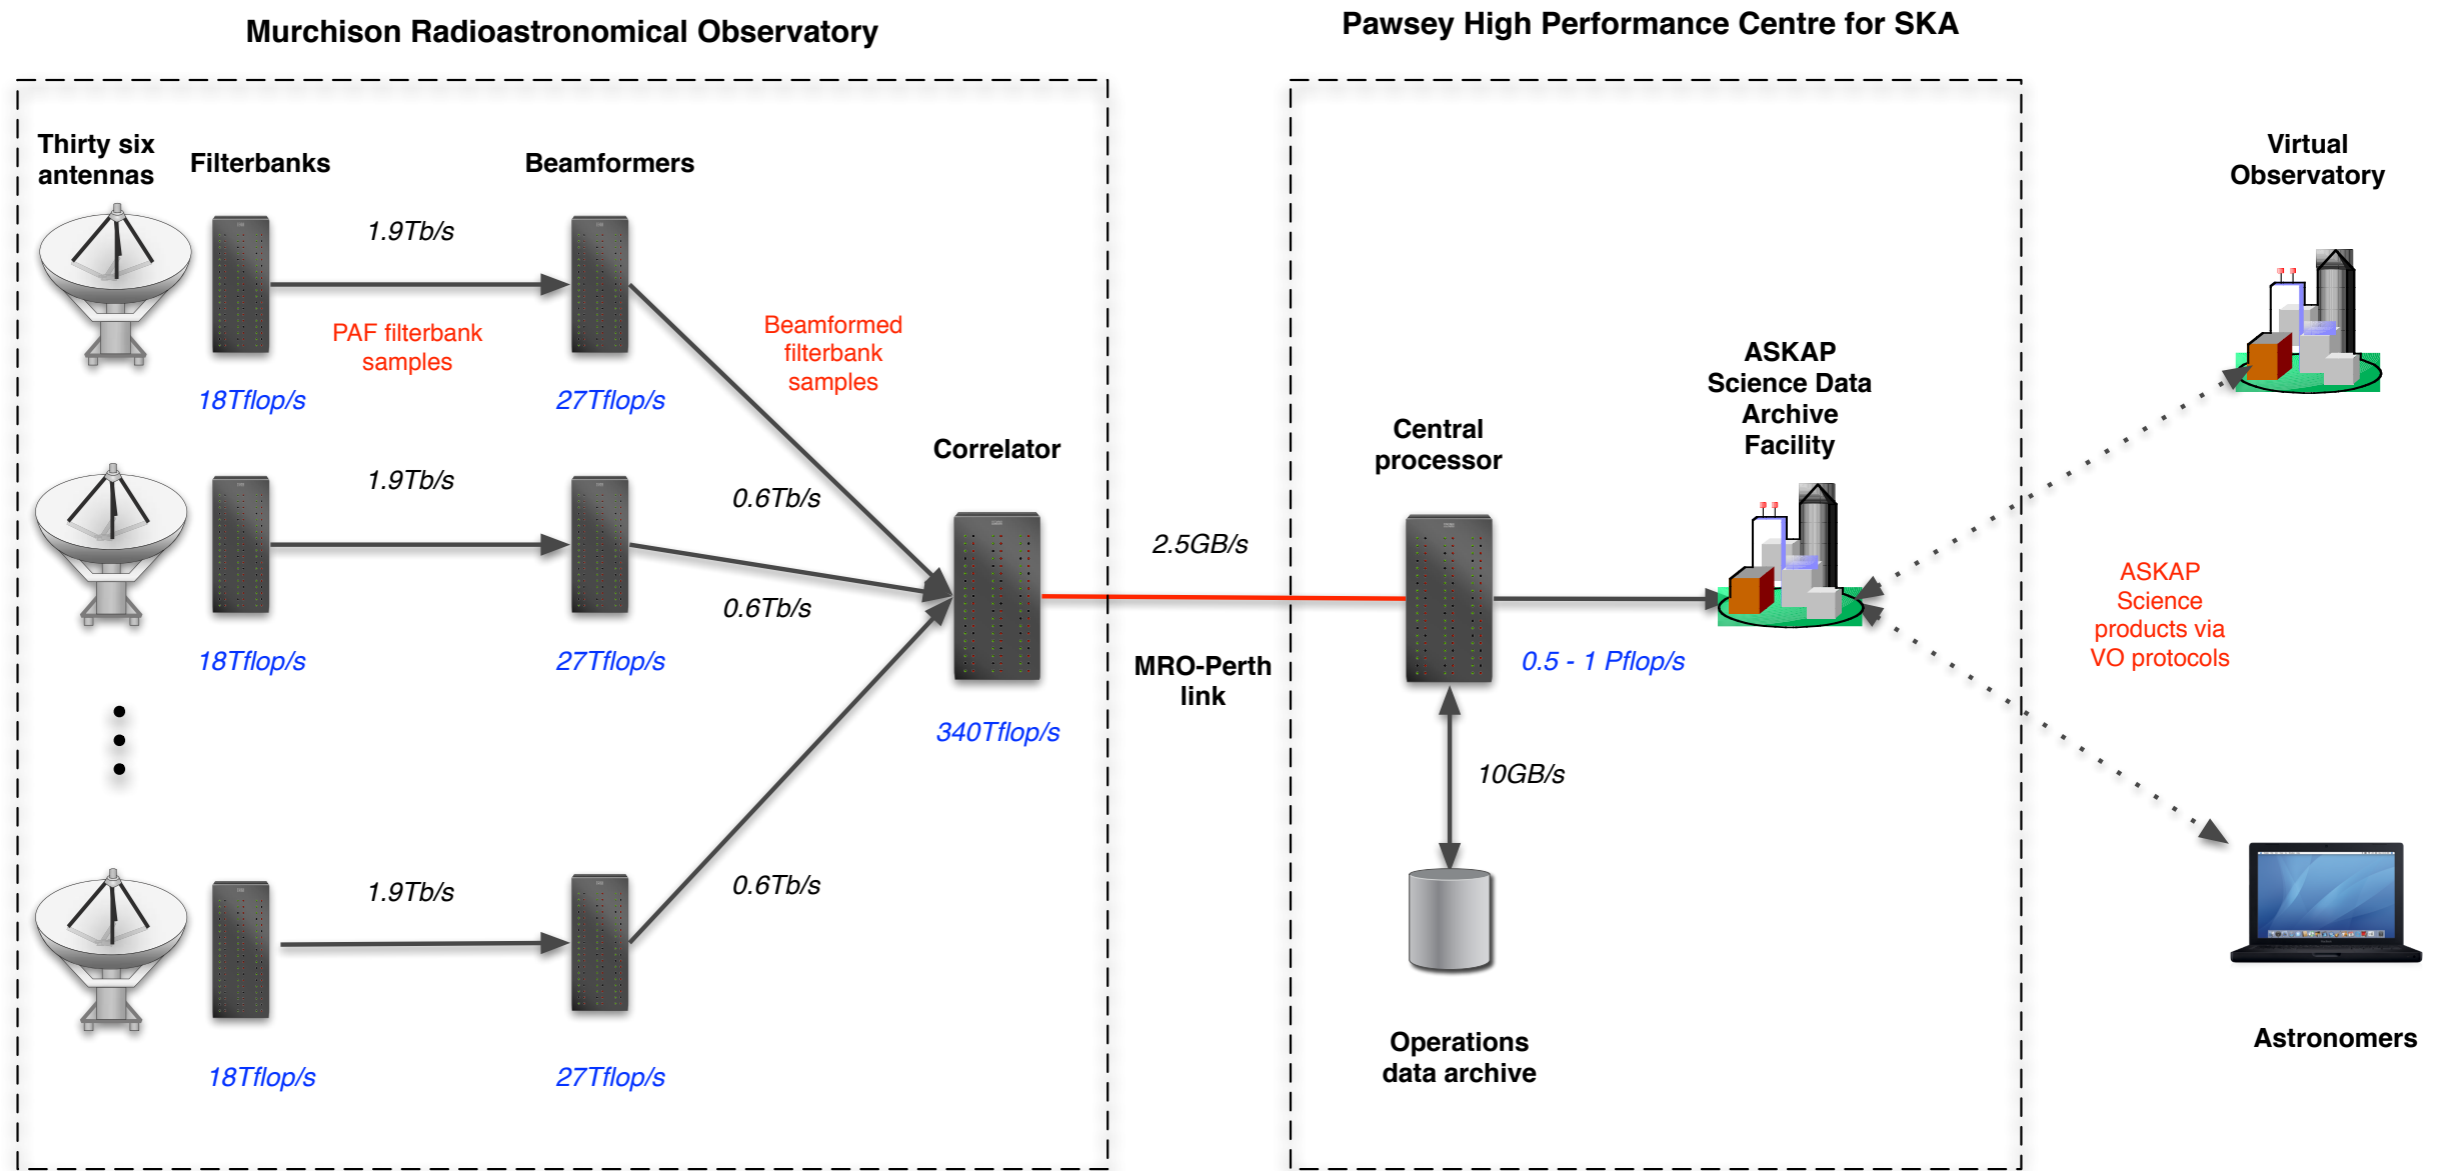 Murchison Radioastronomical Observatory
Pawsey High Performance Centre for SKA
Thirty six
antennas
Filterbanks
Beamformers
1.9Tb/s
PAF filterbank
samples
Beamformed
filterbank
samples
18Tflop/s
27Tflop/s
1.9Tb/s
0.6Tb/s
0.6Tb/s
18Tflop/s
27Tflop/s
1.9Tb/s
0.6Tb/s
18Tflop/s
27Tflop/s
Correlator
340Tflop/s
2.5GB/s
MRO-Perth
link
Central
processor
0.5 - 1 Pflop/s
10GB/s
Operations
data archive
ASKAP
Science Data
Archive
Facility
Virtual
Observatory
ASKAP
Science
products via
VO protocols
Astronomers